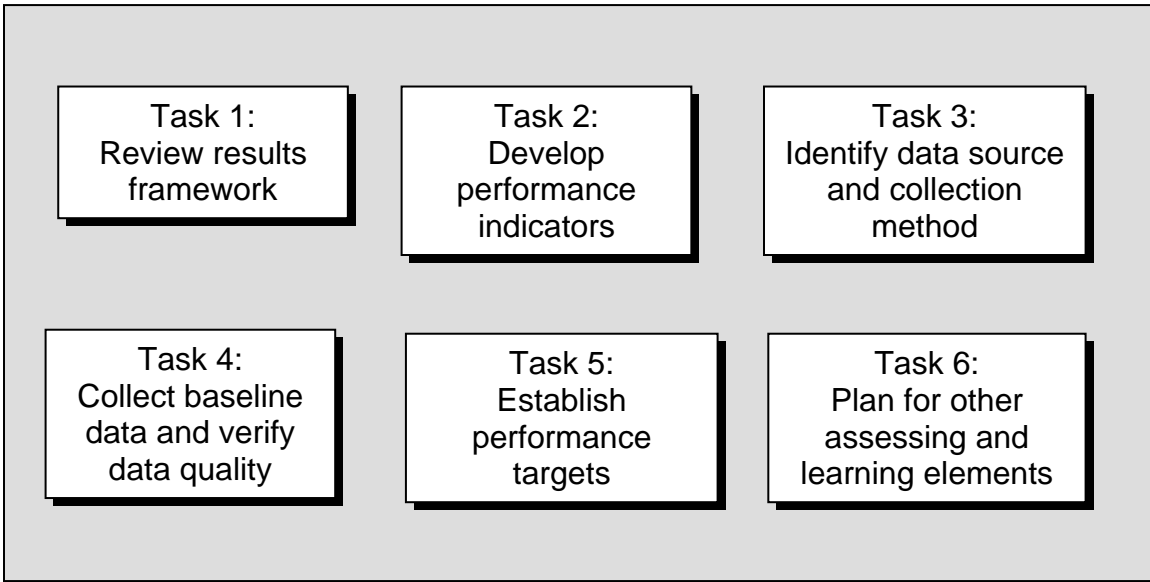 Task 1:
Review results
framework
Task 2:
Develop
performance
indicators
Task 3:
Identify data source
and collection
method
Task 4:
Collect baseline
data and verify
data quality
Task 5:
Establish
performance
targets
Task 6:
Plan for other
assessing and
learning elements